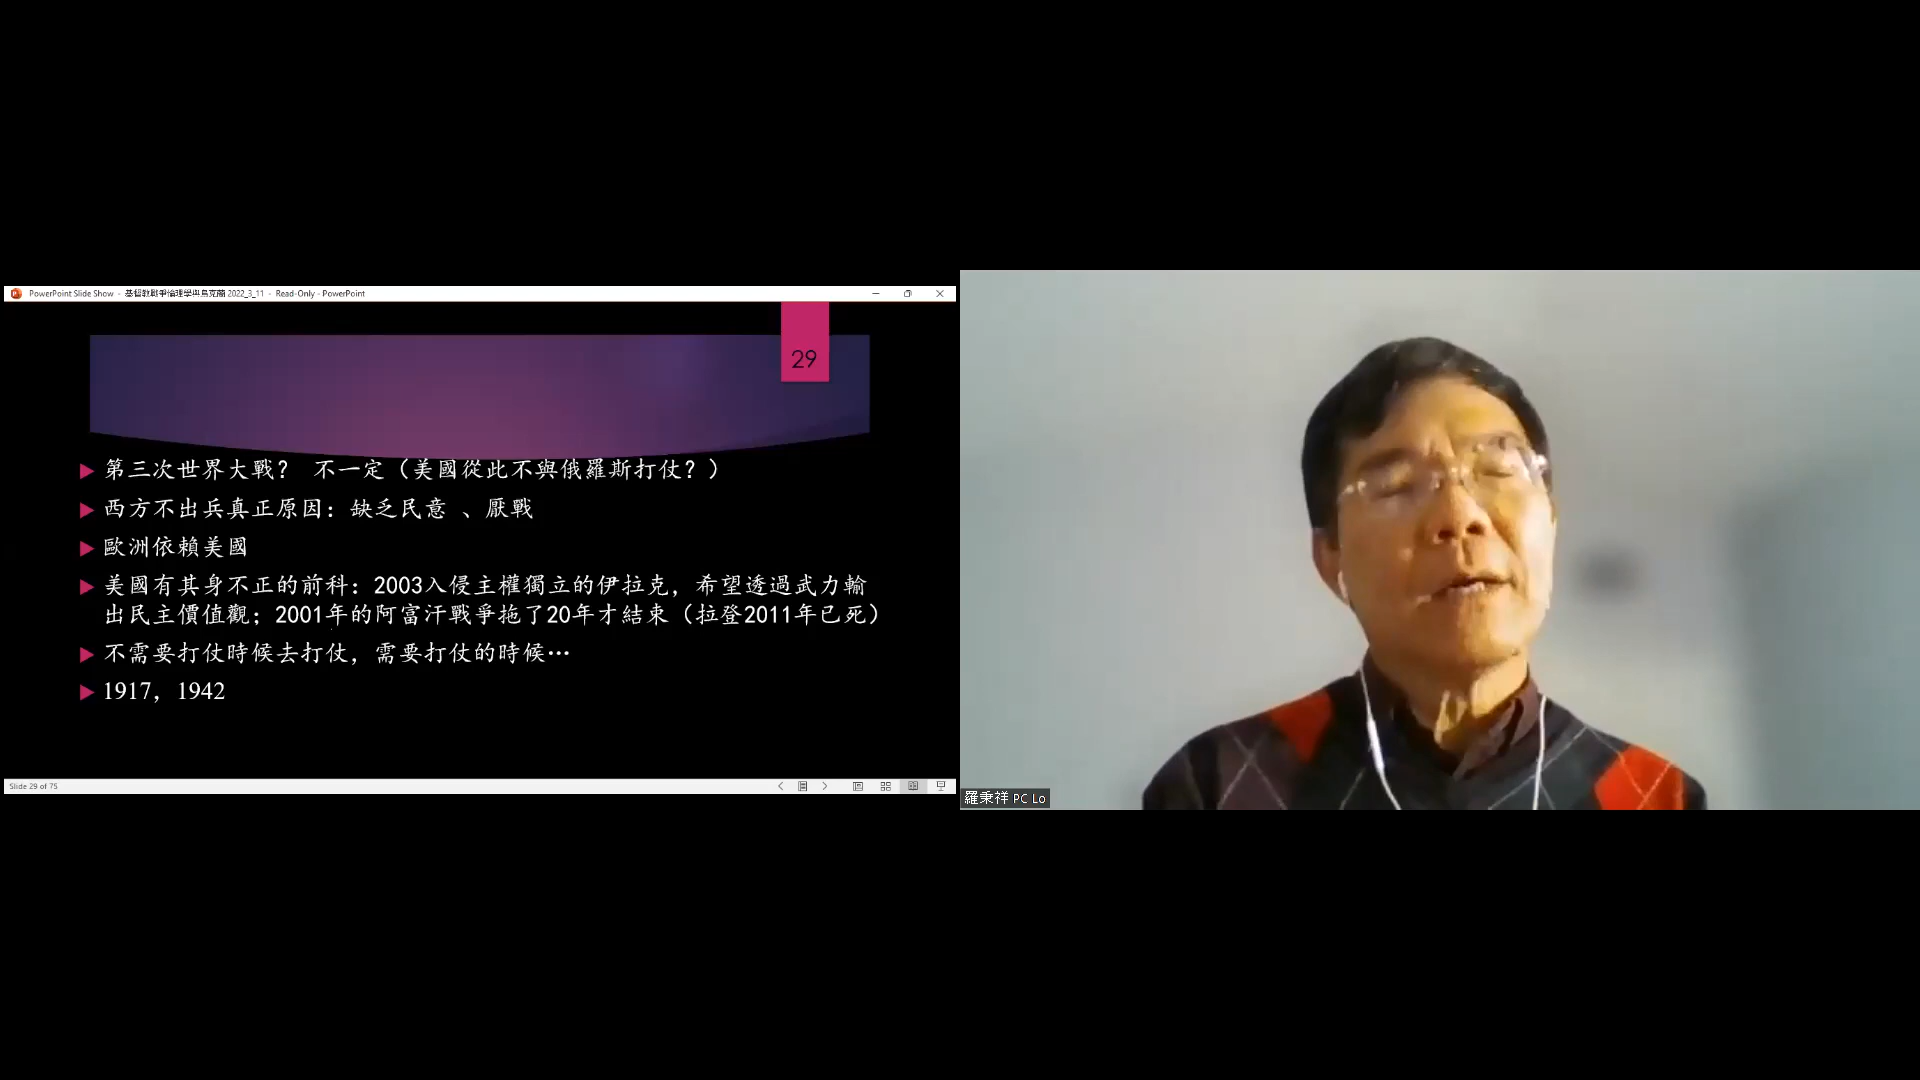 PowerPoint Slide Show - 基督教戰爭倫理學與烏克蘭 2022_3_11 - Read-Only - PowerPoint
29
第三次世界大戰？ 不一定（美國從此不與俄羅斯打仗？）
西方不出兵真正原因：缺乏民意 、厭戰
歐洲依賴美國
美國有其身不正的前科：2003入侵主權獨立的伊拉克，希望透過武力輸
出民主價值觀；2001年的阿富汗戰爭拖了20年才結束（拉登2011年已死）
不需要打仗時候去打仗，需要打仗的時候…
1917，1942
Slide 29 of 75
羅秉祥 PC Lo